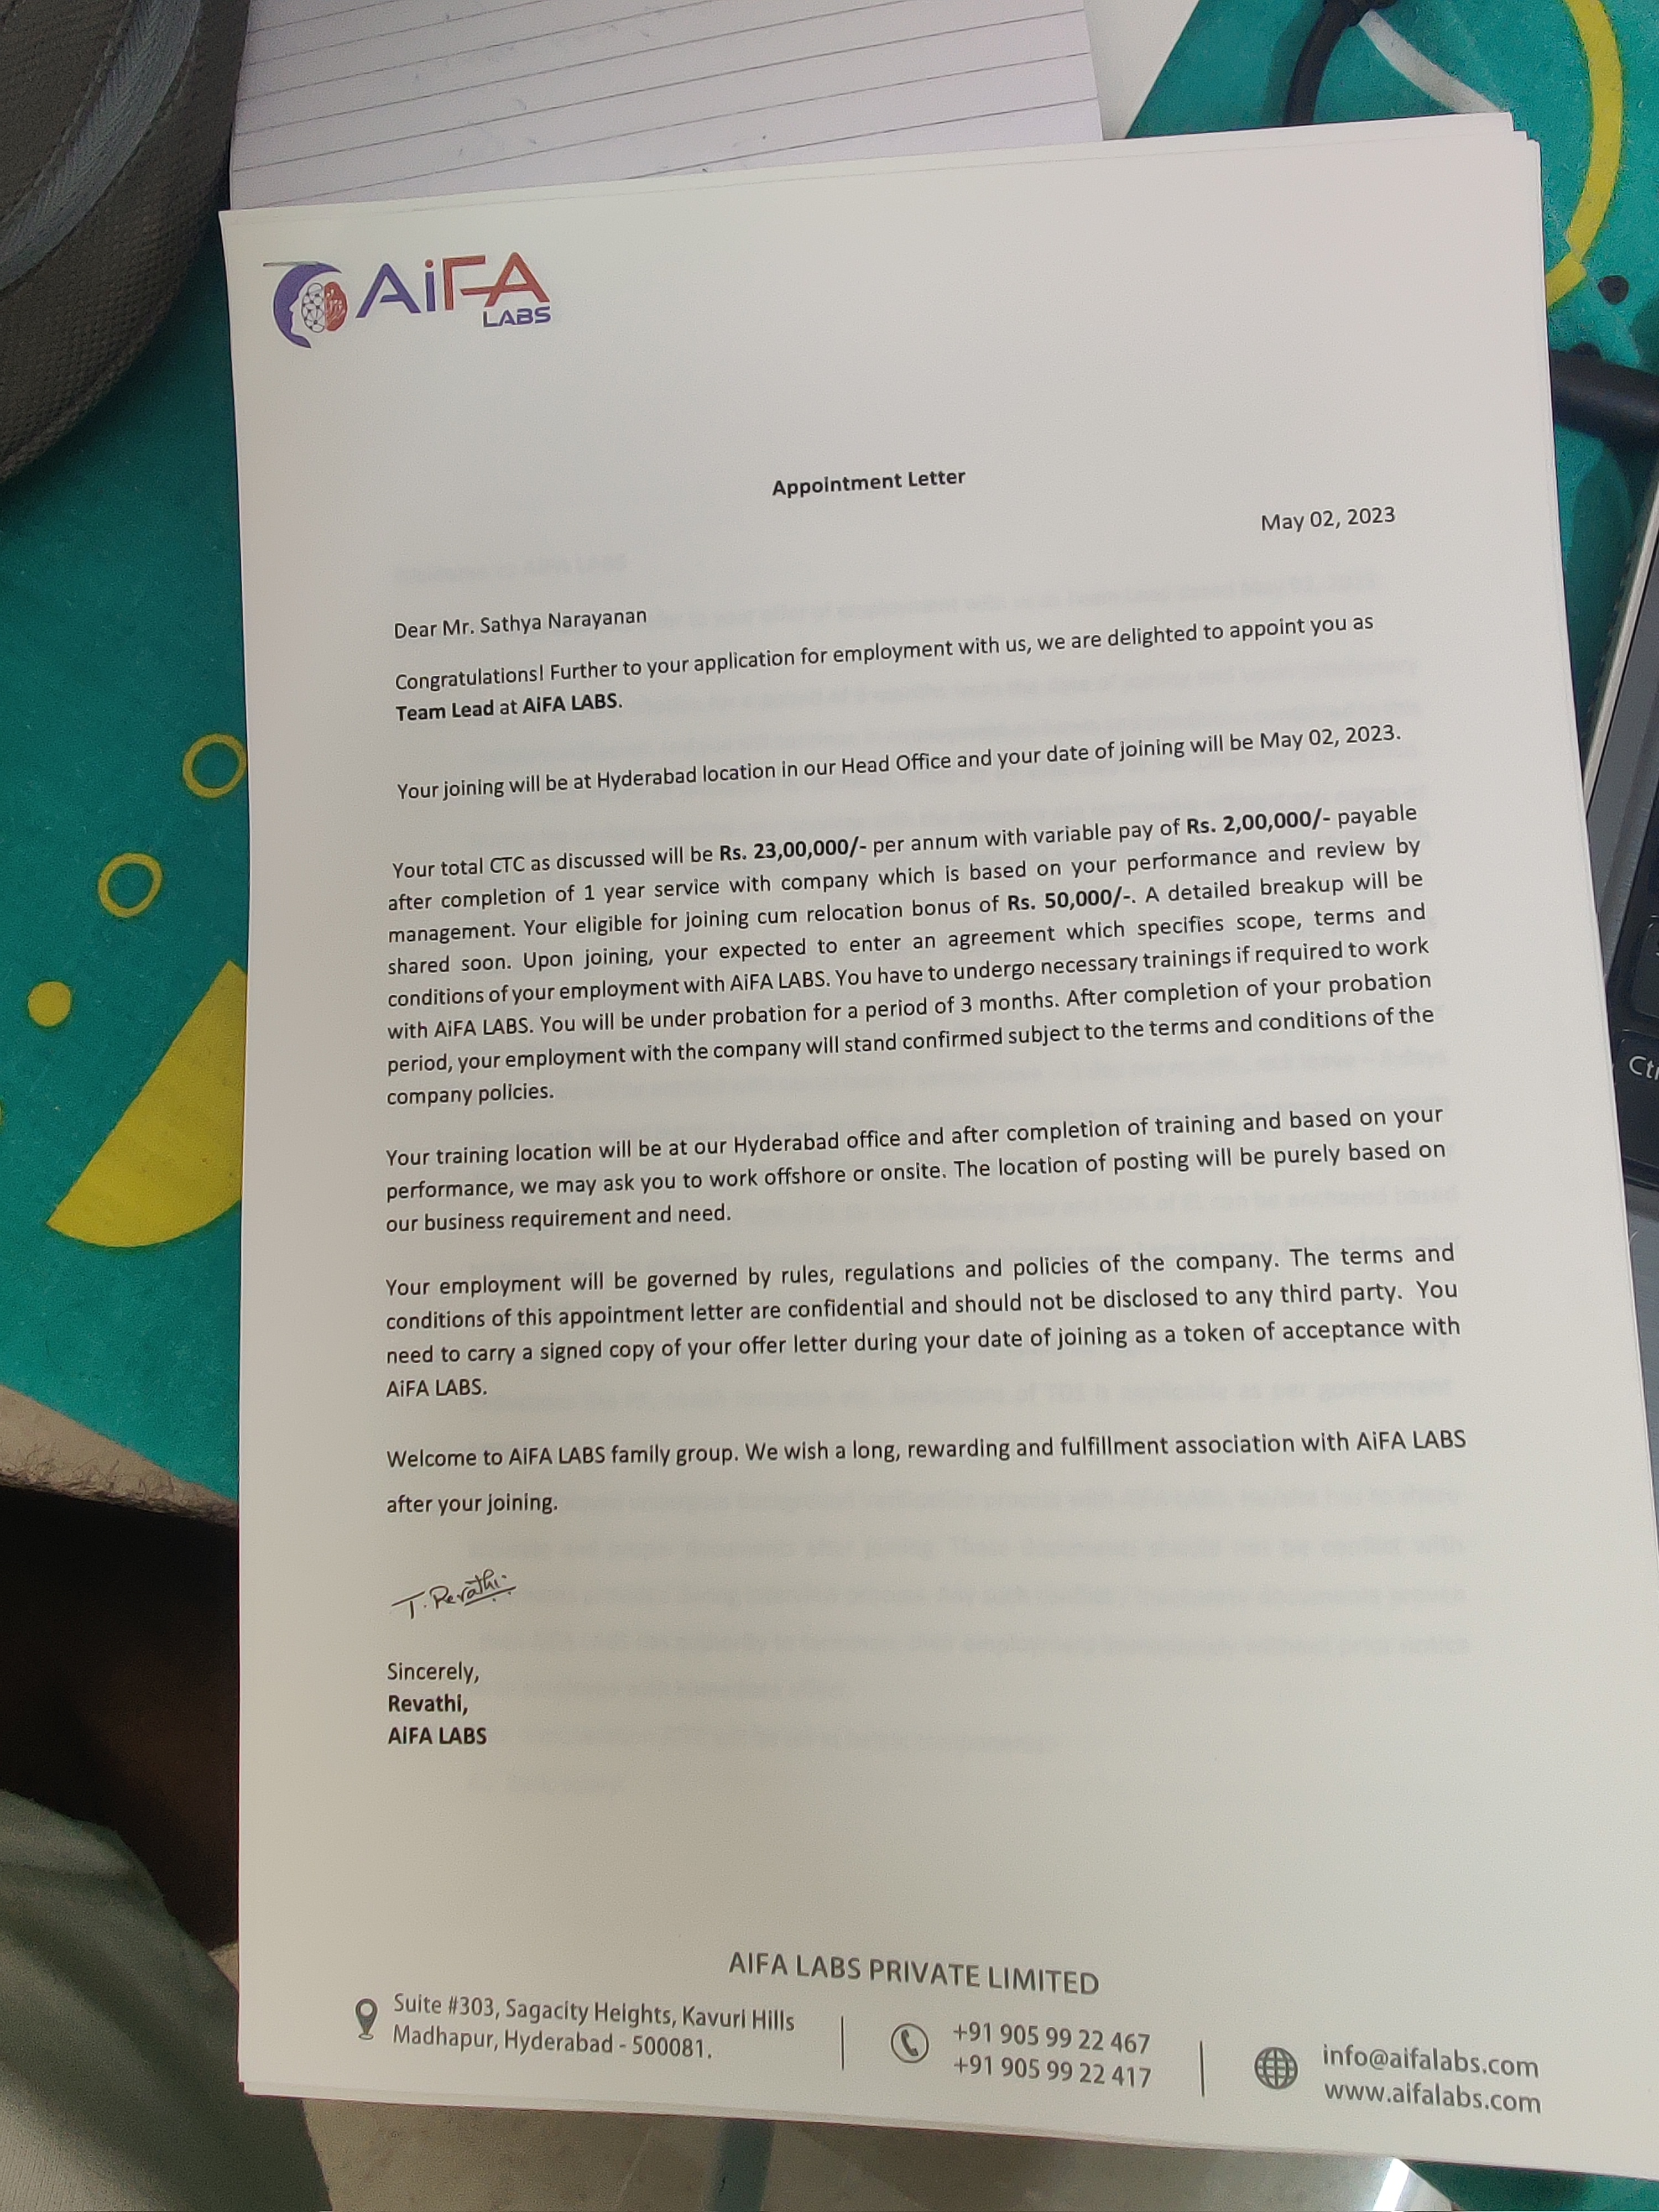 AiFA
LABS
Appointment Letter
May 02, 2023
Dear Mr. Sathya Narayanan
Congratulations! Further to your application for employment with us, we are delighted to appoint you as
Team Lead at AiFA LABS.
Your joining will be at Hyderabad location in our Head Office and your date of joining will be May 02, 2023.
Your total CTC as discussed will be Rs. 23,00,000/- per annum with variable pay of Rs. 2,00,000/- payable
after completion of 1 year service with company which is based on your performance and review by
management. Your eligible for joining cum relocation bonus of Rs. 50,000/-. A detailed breakup will be
shared soon. Upon joining, your expected to enter an agreement which specifies scope, terms and
conditions of your employment with AiFA LABS. You have to undergo necessary trainings if required to work
with AiFA LABS. You will be under probation for a period of 3 months. After completion of your probation
period, your employment with the company will stand confirmed subject to the terms and conditions of the
company policies.
Your training location will be at our Hyderabad office and after completion of training and based on your
performance, we may ask you to work offshore or onsite. The location of posting will be purely based on
our business requirement and need.
Your employment will be governed by rules, regulations and policies of the company. The terms and
conditions of this appointment letter are confidential and should not be disclosed to any third party. You
need to carry a signed copy of your offer letter during your date of joining as a token of acceptance with
AiFA LABS.
Welcome to AiFA LABS family group. We wish a long, rewarding and fulfillment association with AiFA LABS
after your joining.
T. Revathi
Sincerely,
Revathi,
AiFA LABS
AIFA LABS PRIVATE LIMITED
Suite #303, Sagacity Heights, Kavuri Hills
Madhapur, Hyderabad - 500081.
+91 905 99 22 467
+91 905 99 22 417
info@aifalabs.com
www.aifalabs.com